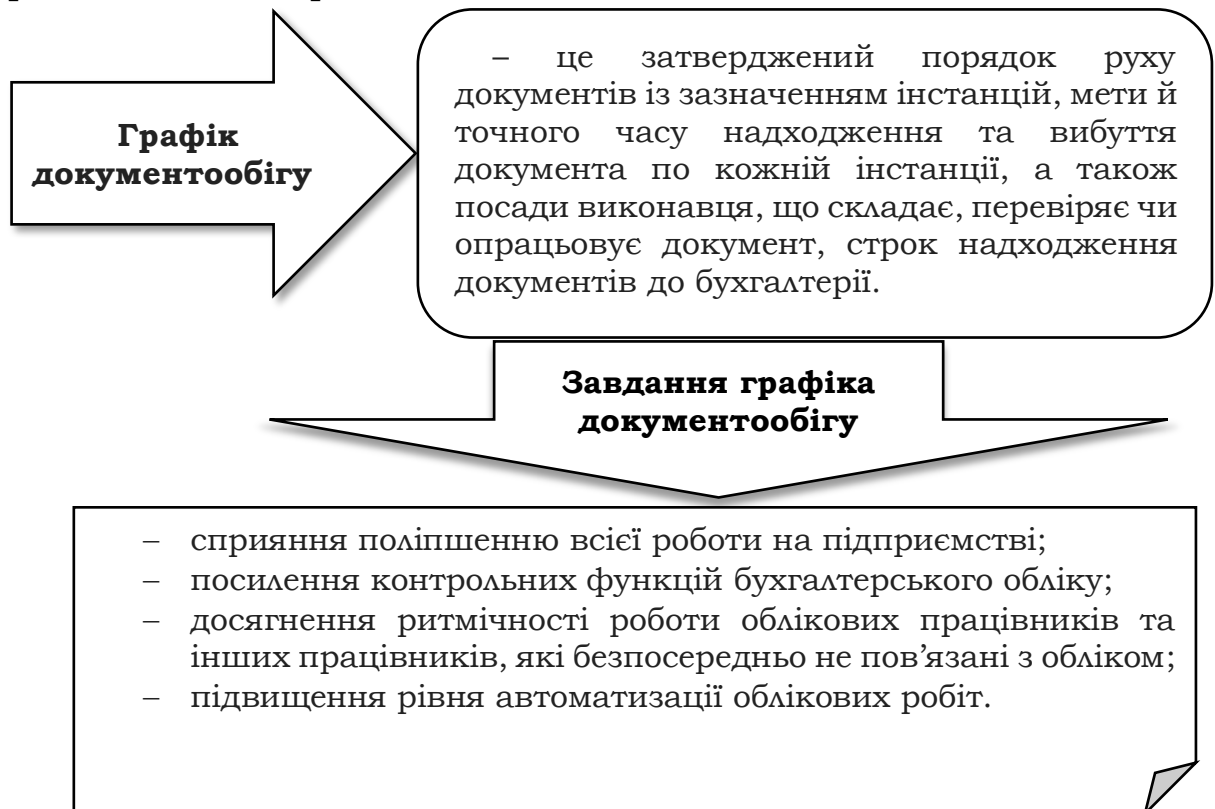 Графік
документообігу
– це затверджений порядок руху
документів із зазначенням інстанцій, мети й
точного часу надходження та вибуття
документа по кожній інстанції, а також
посади виконавця, що складає, перевіряє чи
опрацьовує документ, строк надходження
документів до бухгалтерії.
Завдання графіка
документообігу
– сприяння поліпшенню всієї роботи на підприємстві;
– посилення контрольних функцій бухгалтерського обліку;
– досягнення ритмічності роботи облікових працівників та
інших працівників, які безпосередньо не пов’язані з обліком;
– підвищення рівня автоматизації облікових робіт.